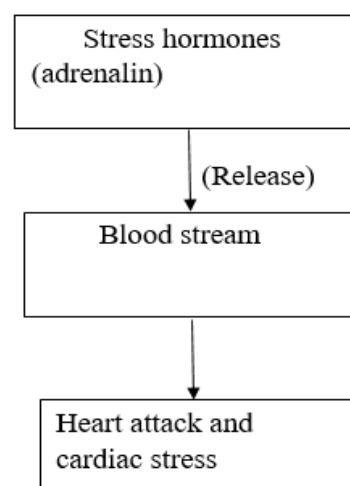 Stress hormones
(adrenalin)
(Release)
Blood stream
Heart attack and
cardiac stress